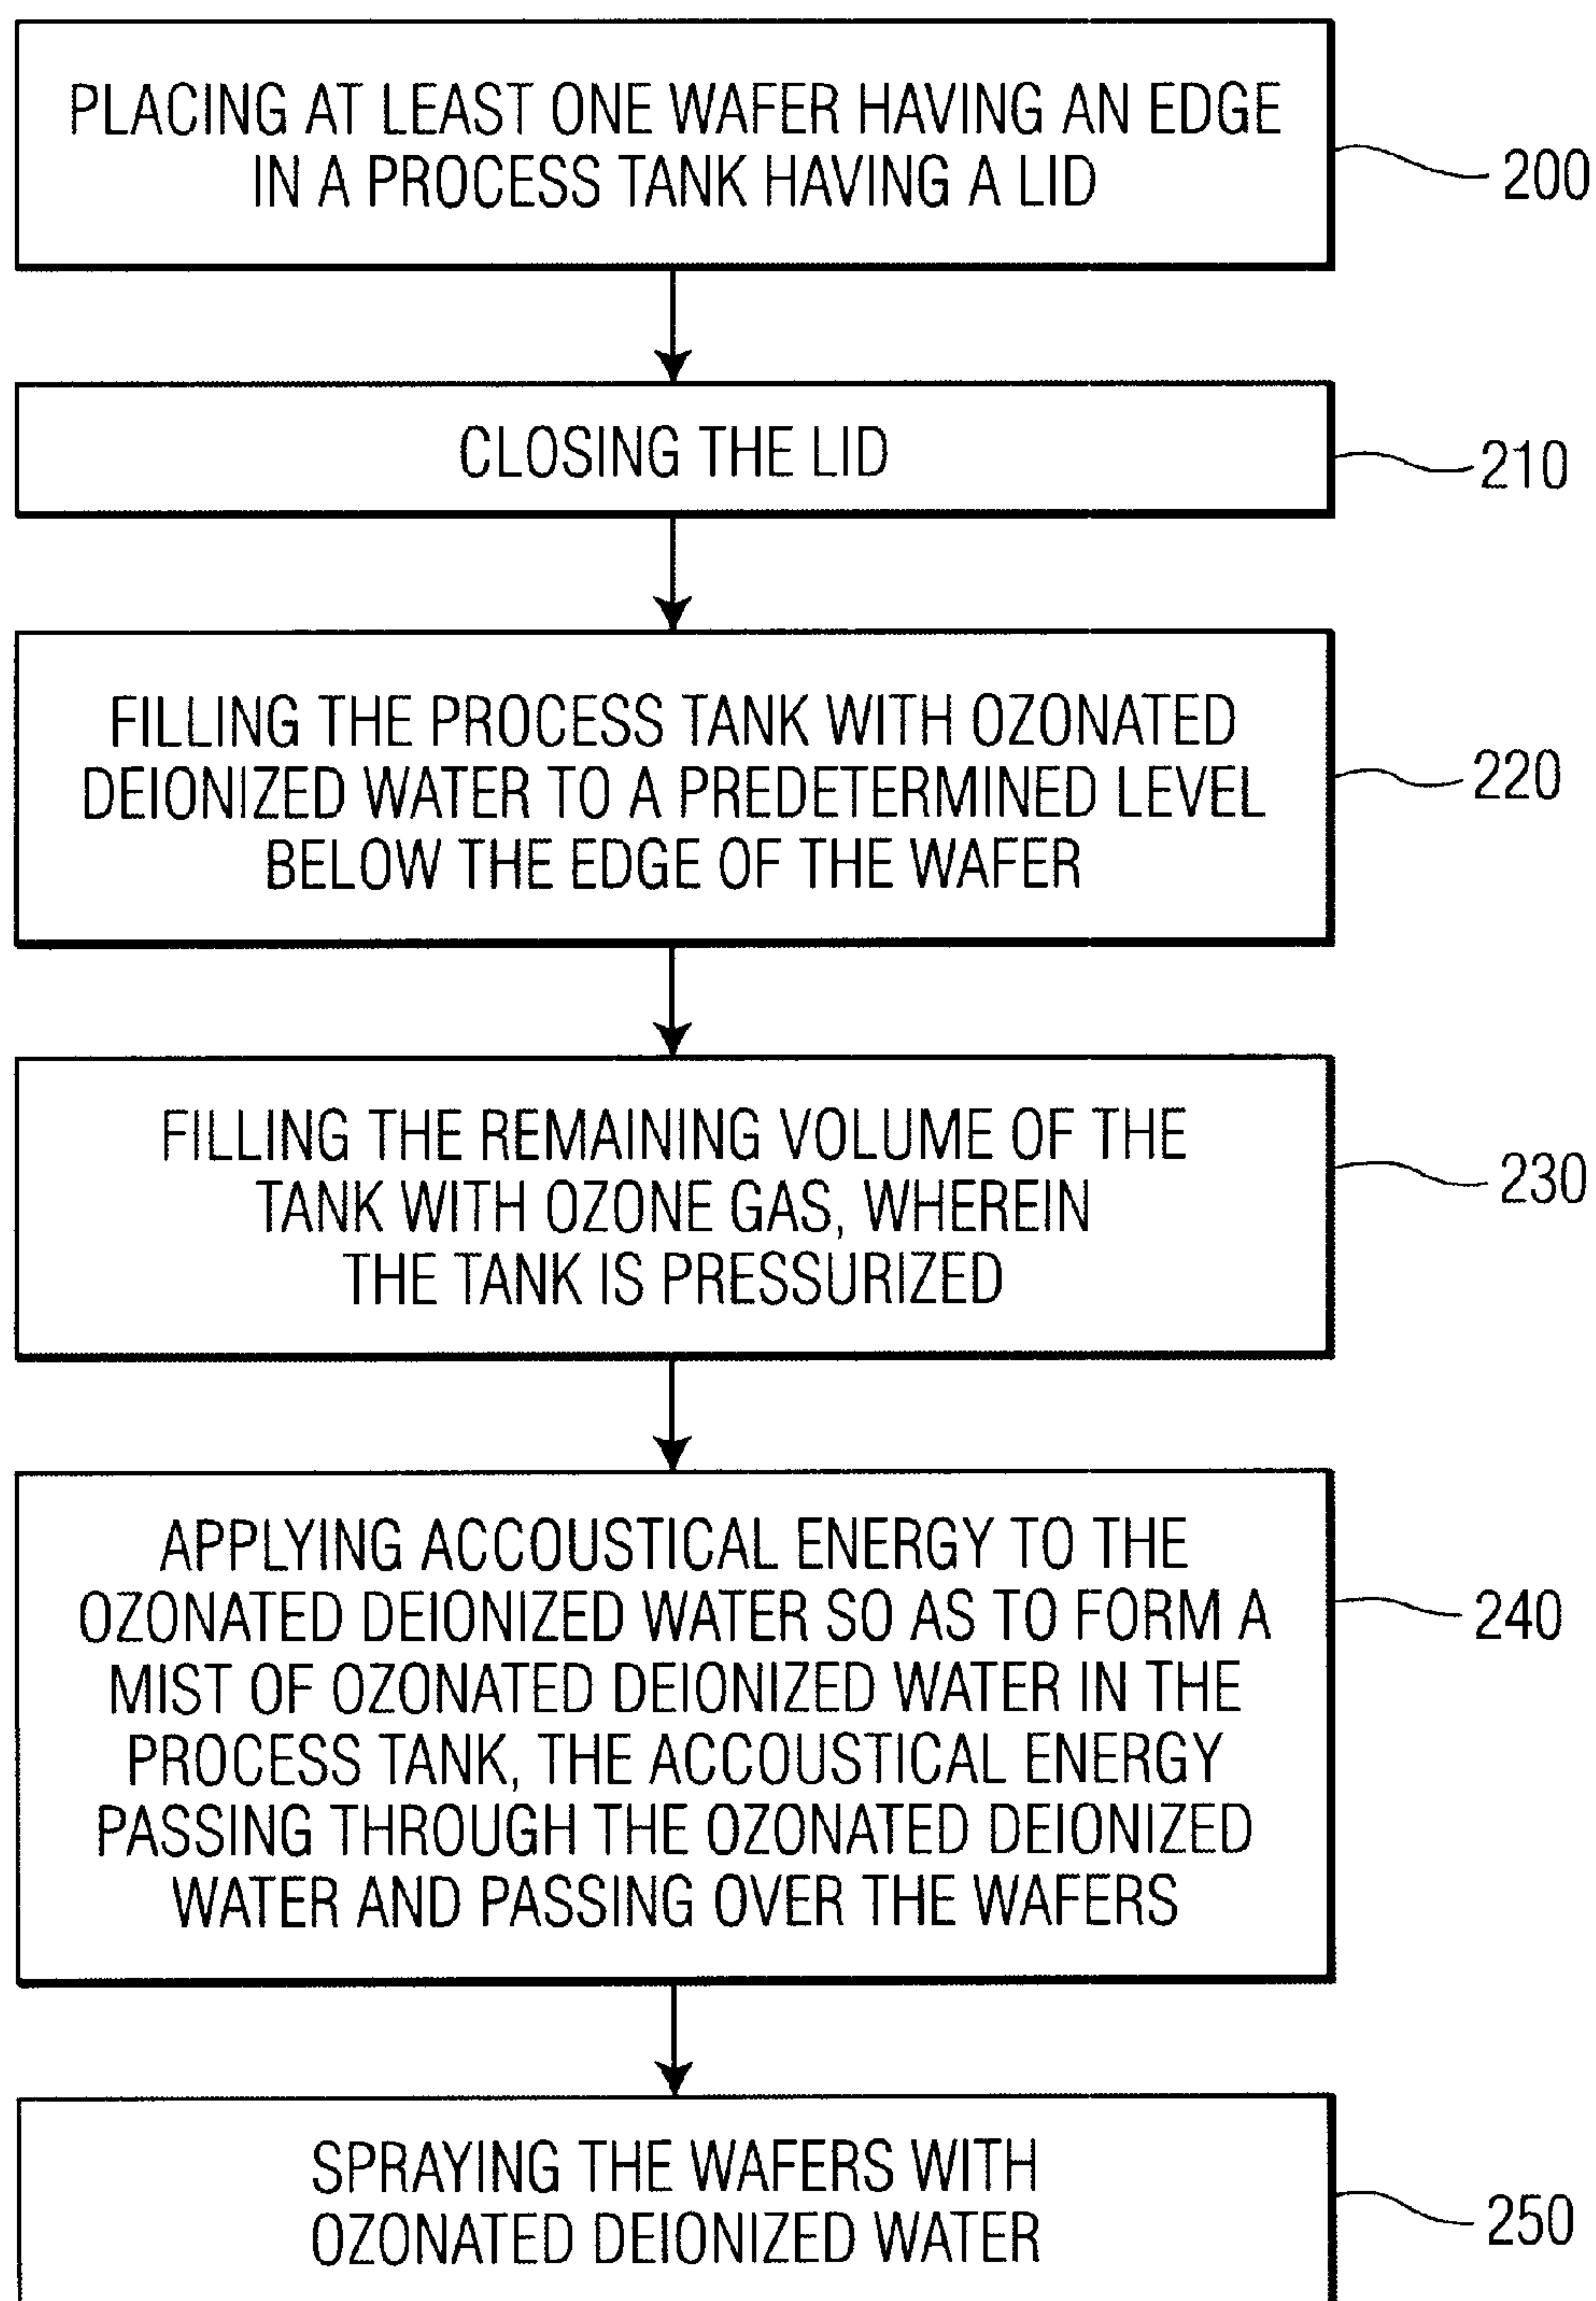 PLACING AT LEAST ONE WAFER HAVING AN EDGE
IN A PROCESS TANK HAVING A LID
200
CLOSING THE LID
210
FILLING THE PROCESS TANK WITH OZONATED
DEIONIZED WATER TO A PREDETERMINED LEVEL
BELOW THE EDGE OF THE WAFER
220
FILLING THE REMAINING VOLUME OF THE
TANK WITH OZONE GAS, WHEREIN
THE TANK IS PRESSURIZED
230
APPLYING ACCOUSTICAL ENERGY TO THE
OZONATED DEIONIZED WATER SO AS TO FORM A
MIST OF OZONATED DEIONIZED WATER IN THE
PROCESS TANK, THE ACCOUSTICAL ENERGY
PASSING THROUGH THE OZONATED DEIONIZED
WATER AND PASSING OVER THE WAFERS
240
SPRAYING THE WAFERS WITH
OZONATED DEIONIZED WATER
250